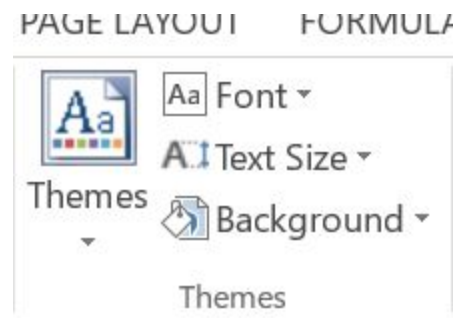 PAGE LAYOUT FORMULA
Aa Font
A Text Size
Themes
Background
Themes